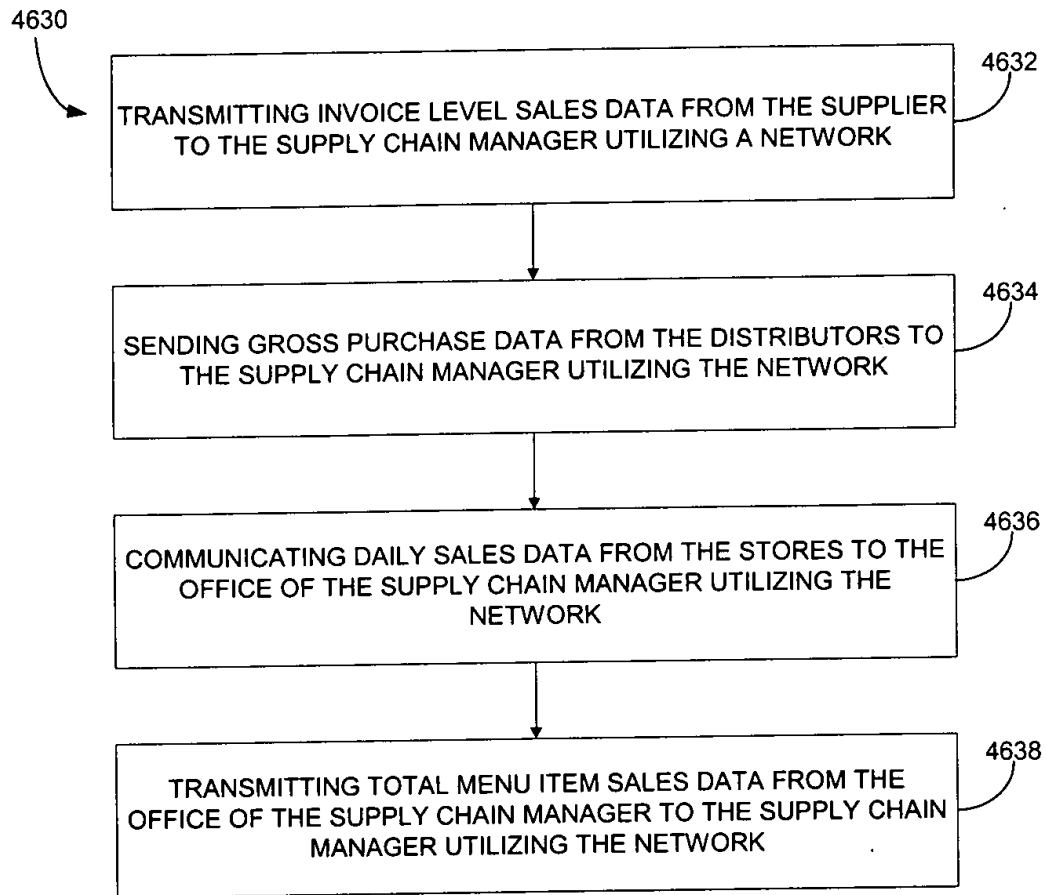 4630
4632
TRANSMITTING INVOICE LEVEL SALES DATA FROM THE SUPPLIER
TO THE SUPPLY CHAIN MANAGER UTILIZING A NETWORK
4634
SENDING GROSS PURCHASE DATA FROM THE DISTRIBUTORS TO
THE SUPPLY CHAIN MANAGER UTILIZING THE NETWORK
4636
COMMUNICATING DAILY SALES DATA FROM THE STORES TO THE
OFFICE OF THE SUPPLY CHAIN MANAGER UTILIZING THE
NETWORK
4638
TRANSMITTING TOTAL MENU ITEM SALES DATA FROM THE
OFFICE OF THE SUPPLY CHAIN MANAGER TO THE SUPPLY CHAIN
MANAGER UTILIZING THE NETWORK